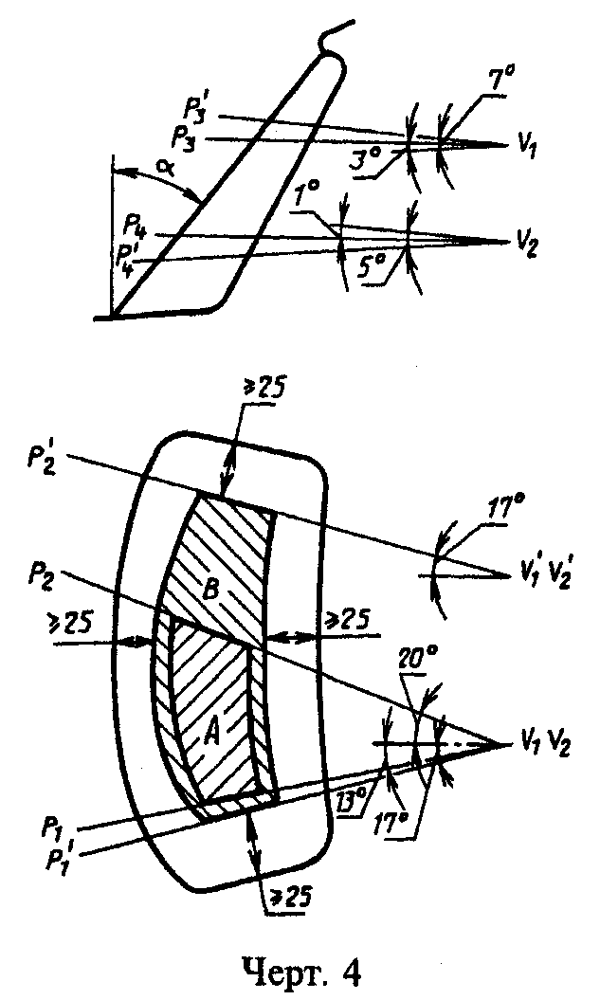 7°
P₃'
P₃
V₁
3°
α
1°
P₄
P₄'
V₂
5°
≥25
P₂'
17°
P₂
V₁' V₂'
B
≥25
≥25
20°
A
V₁ V₂
13°
17°
P₁
P₁'
≥25
Черт. 4